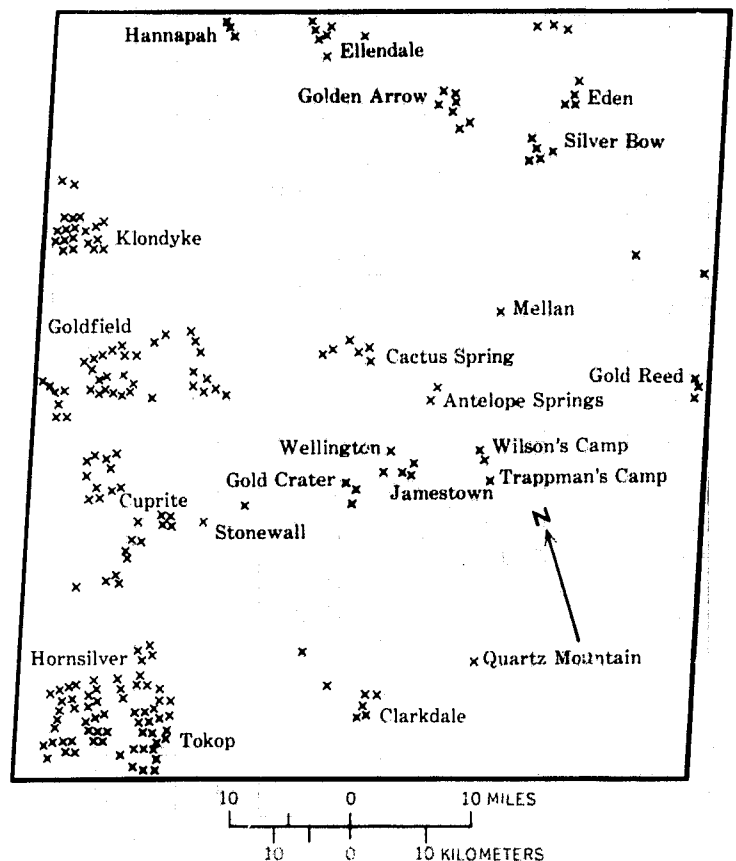 Hannapah
Ellendale
Golden Arrow
Eden
Silver Bow
Klondyke
Mellan
Goldfield
Cactus Spring
Gold Reed
Antelope Springs
Wellington
Wilson's Camp
Gold Crater
Trappman's Camp
Jamestown
Cuprite
Stonewall
N
Hornsilver
Quartz Mountain
Clarkdale
Tokop
10 0 10 MILES
10 0 10 KILOMETERS